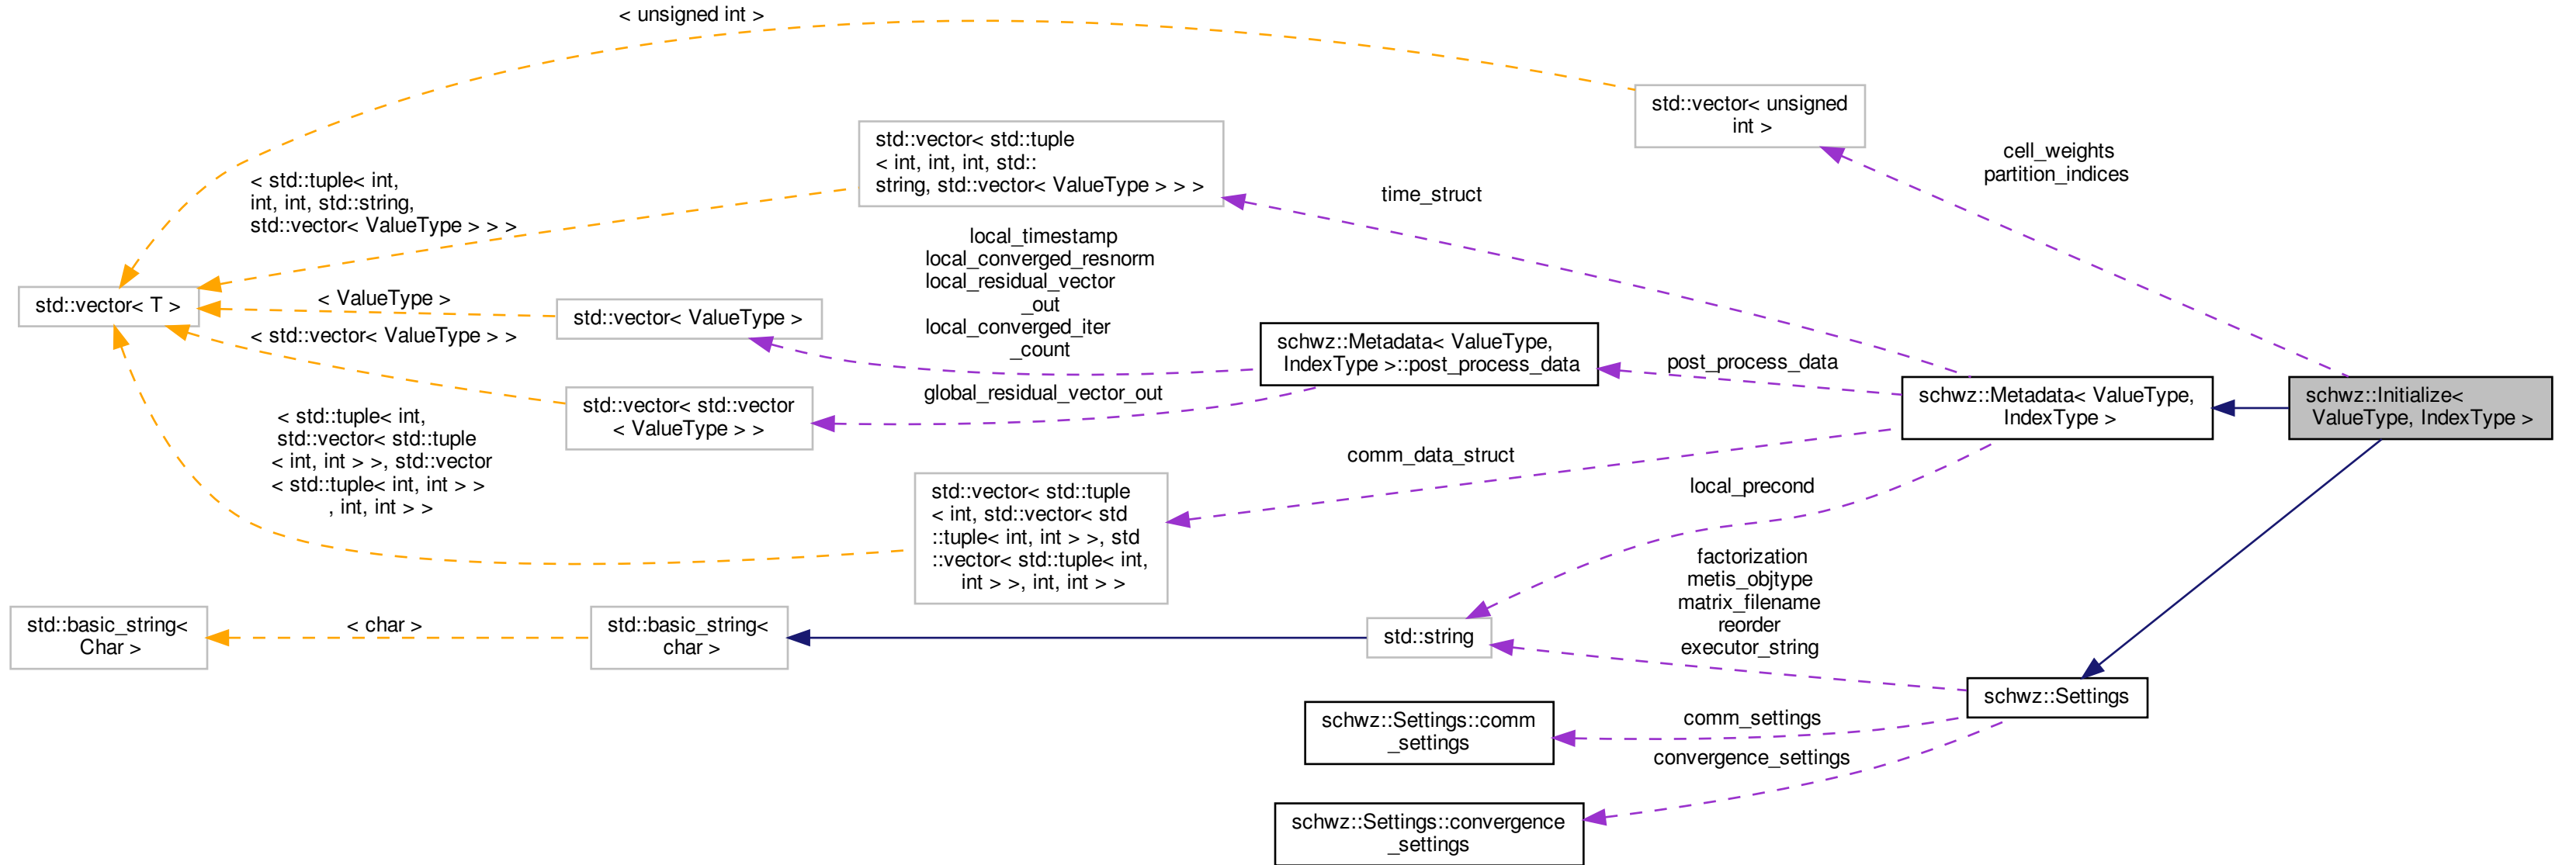 < unsigned int >
std::vector< unsigned
int >
cell_weights
partition_indices
std::vector< std::tuple
< int, int, int, std::
string, std::vector< ValueType > > >
< std::tuple< int,
int, int, std::string,
std::vector< ValueType > > >
time_struct
local_timestamp
local_converged_resnorm
local_residual_vector
_out
local_converged_iter
_count
std::vector< T >
< ValueType >
std::vector< ValueType >
< std::vector< ValueType > >
schwz::Metadata< ValueType,
IndexType >::post_process_data
post_process_data
schwz::Metadata< ValueType,
IndexType >
schwz::Initialize<
ValueType, IndexType >
global_residual_vector_out
std::vector< std::vector
< ValueType > >
< std::tuple< int,
std::vector< std::tuple
< int, int > >, std::vector
< std::tuple< int, int > >
, int, int > >
comm_data_struct
std::vector< std::tuple
< int, std::vector< std
::tuple< int, int > >, std
::vector< std::tuple< int,
int > >, int, int > >
local_precond
factorization
metis_objtype
matrix_filename
reorder
executor_string
std::basic_string<
Char >
< char >
std::basic_string<
char >
std::string
schwz::Settings
schwz::Settings::comm
_settings
comm_settings
convergence_settings
schwz::Settings::convergence
_settings